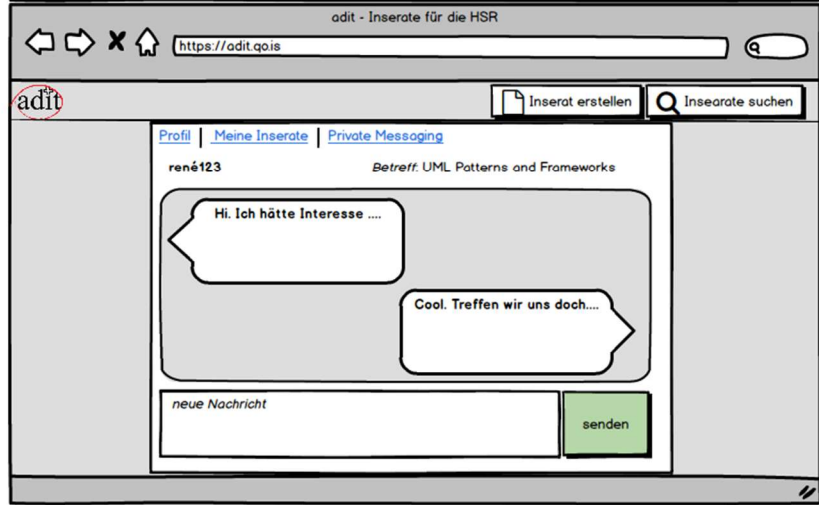 adit - Inserate für die HSR
https://adit.qo.is
adit
Inserat erstellen
Insearate suchen
Profil | Meine Inserate | Private Messaging
rené123
Betreff: UML Patterns and Frameworks
Hi. Ich hätte Interesse ....
Cool. Treffen wir uns doch....
neue Nachricht
senden